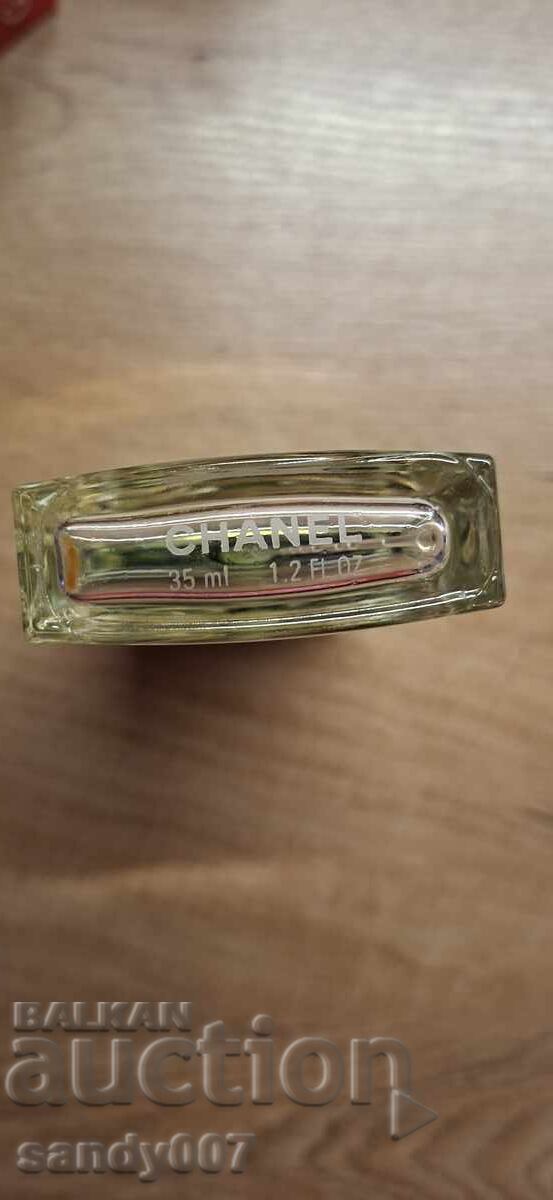 CHANEL
35 ml 1.2 Fl. Oz
BALKAN
auction
sandy007